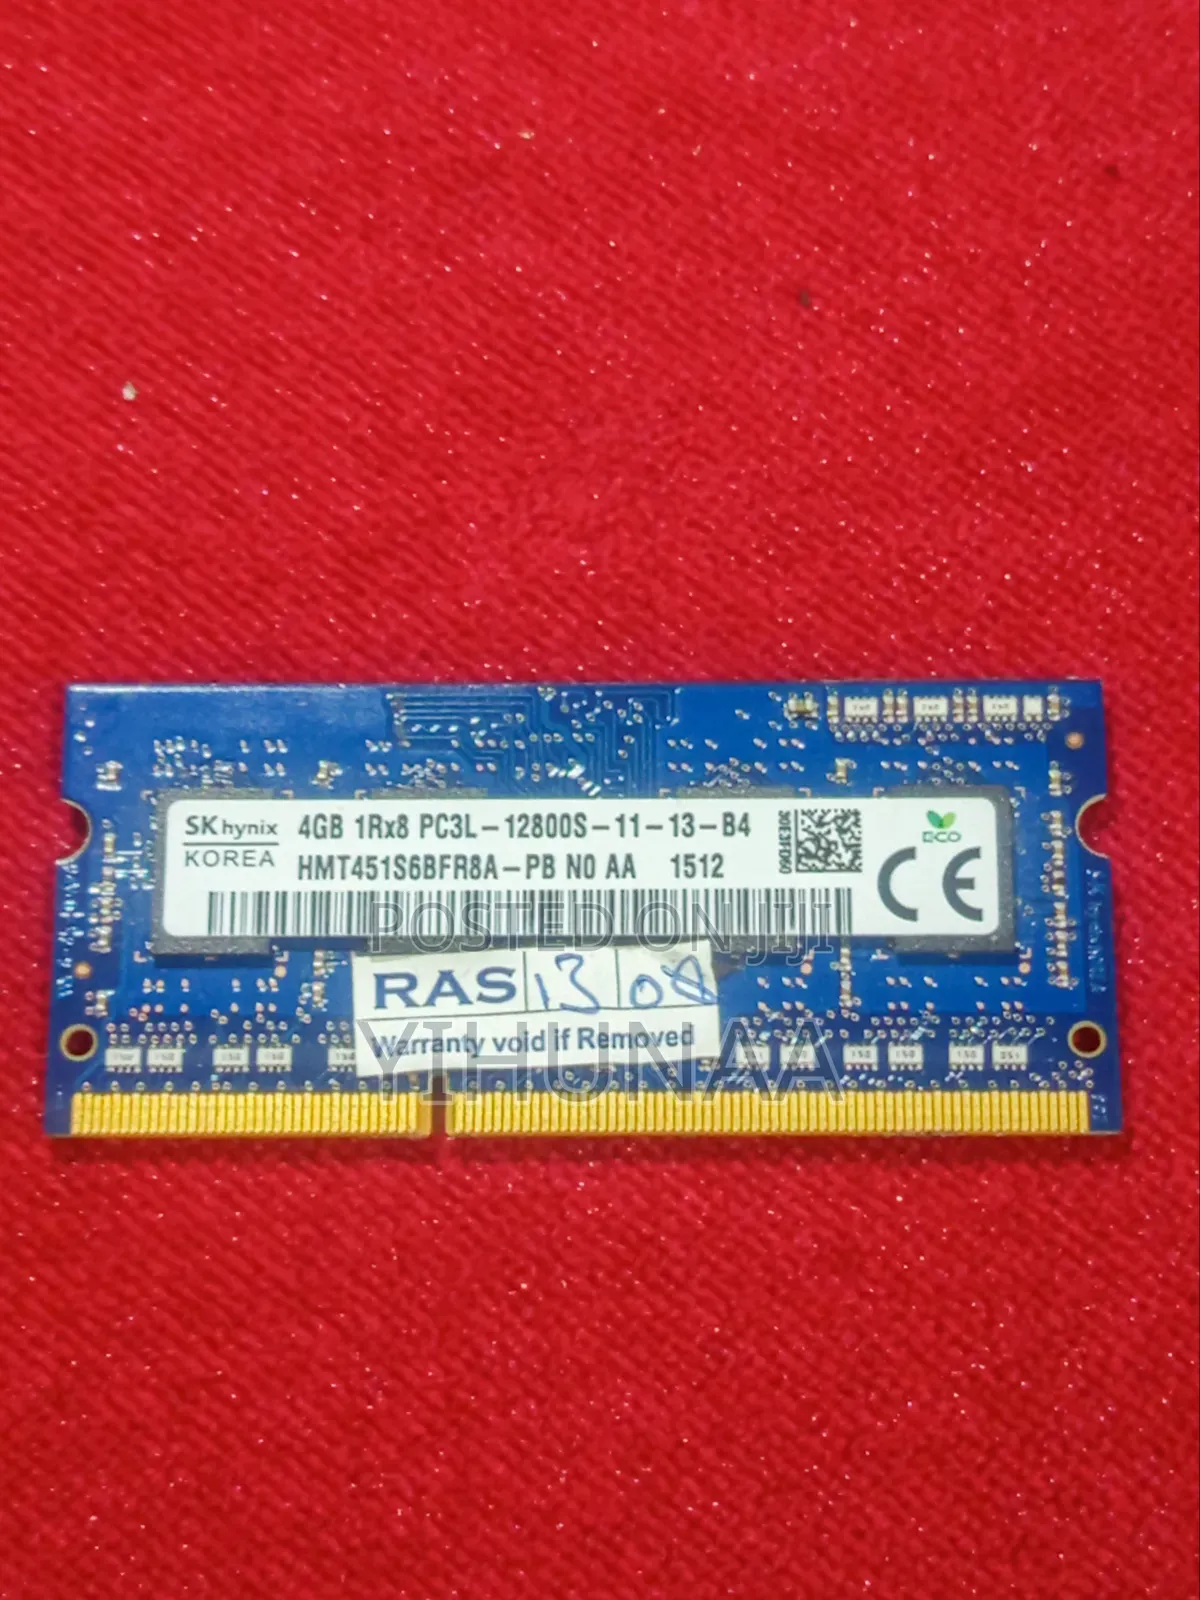 SK hynix
KOREA
4GB 1Rx8 PC3L-12800S-11-13-B4
HMT451S6BFR8A-PB N0 AA 1512
ECO
CE
POSTED ON JIJI
RAS 13 08
Warranty void if Removed
YIHUNAA